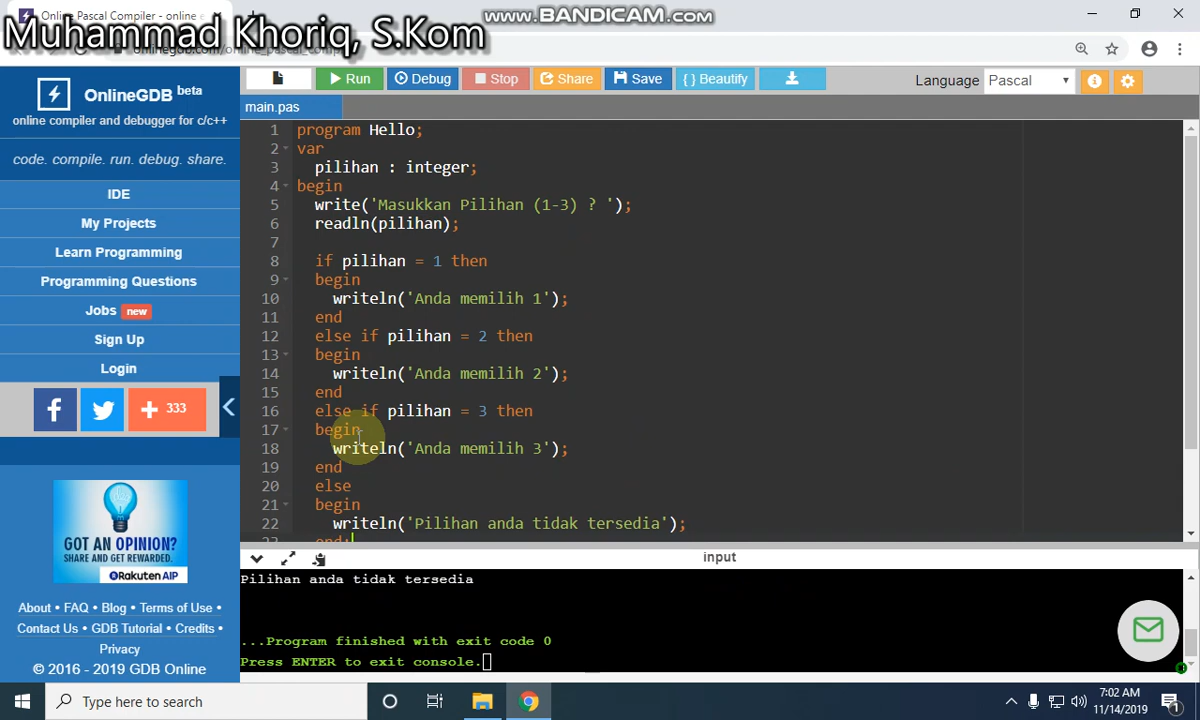 Online Pascal Compiler - online e
www.BANDICAM.com
Muhammad Khoriq, S.Kom
OnlineGDB beta
online compiler and debugger for c/c++
code. compile. run. debug. share.
IDE
My Projects
Learn Programming
Programming Questions
Jobs new
Sign Up
Login
333
GOT AN OPINION?
SHARE AND GET REWARDED.
Rakuten AIP
About • FAQ • Blog • Terms of Use •
Contact Us • GDB Tutorial • Credits •
Privacy
© 2016 - 2019 GDB Online
Run Debug Stop Share Save { } Beautify Language Pascal
main.pas
1 program Hello;
2 var
3 pilihan : integer;
4 begin
5 write('Masukkan Pilihan (1-3) ? ');
6 readln(pilihan);
7
8 if pilihan = 1 then
9 begin
10 writeln('Anda memilih 1');
11 end
12 else if pilihan = 2 then
13 begin
14 writeln('Anda memilih 2');
15 end
16 else if pilihan = 3 then
17 begin
18 writeln('Anda memilih 3');
19 end
20 else
21 begin
22 writeln('Pilihan anda tidak tersedia');
23 end;
input
Pilihan anda tidak tersedia
...Program finished with exit code 0
Press ENTER to exit console.
Type here to search
7:02 AM
11/14/2019
1